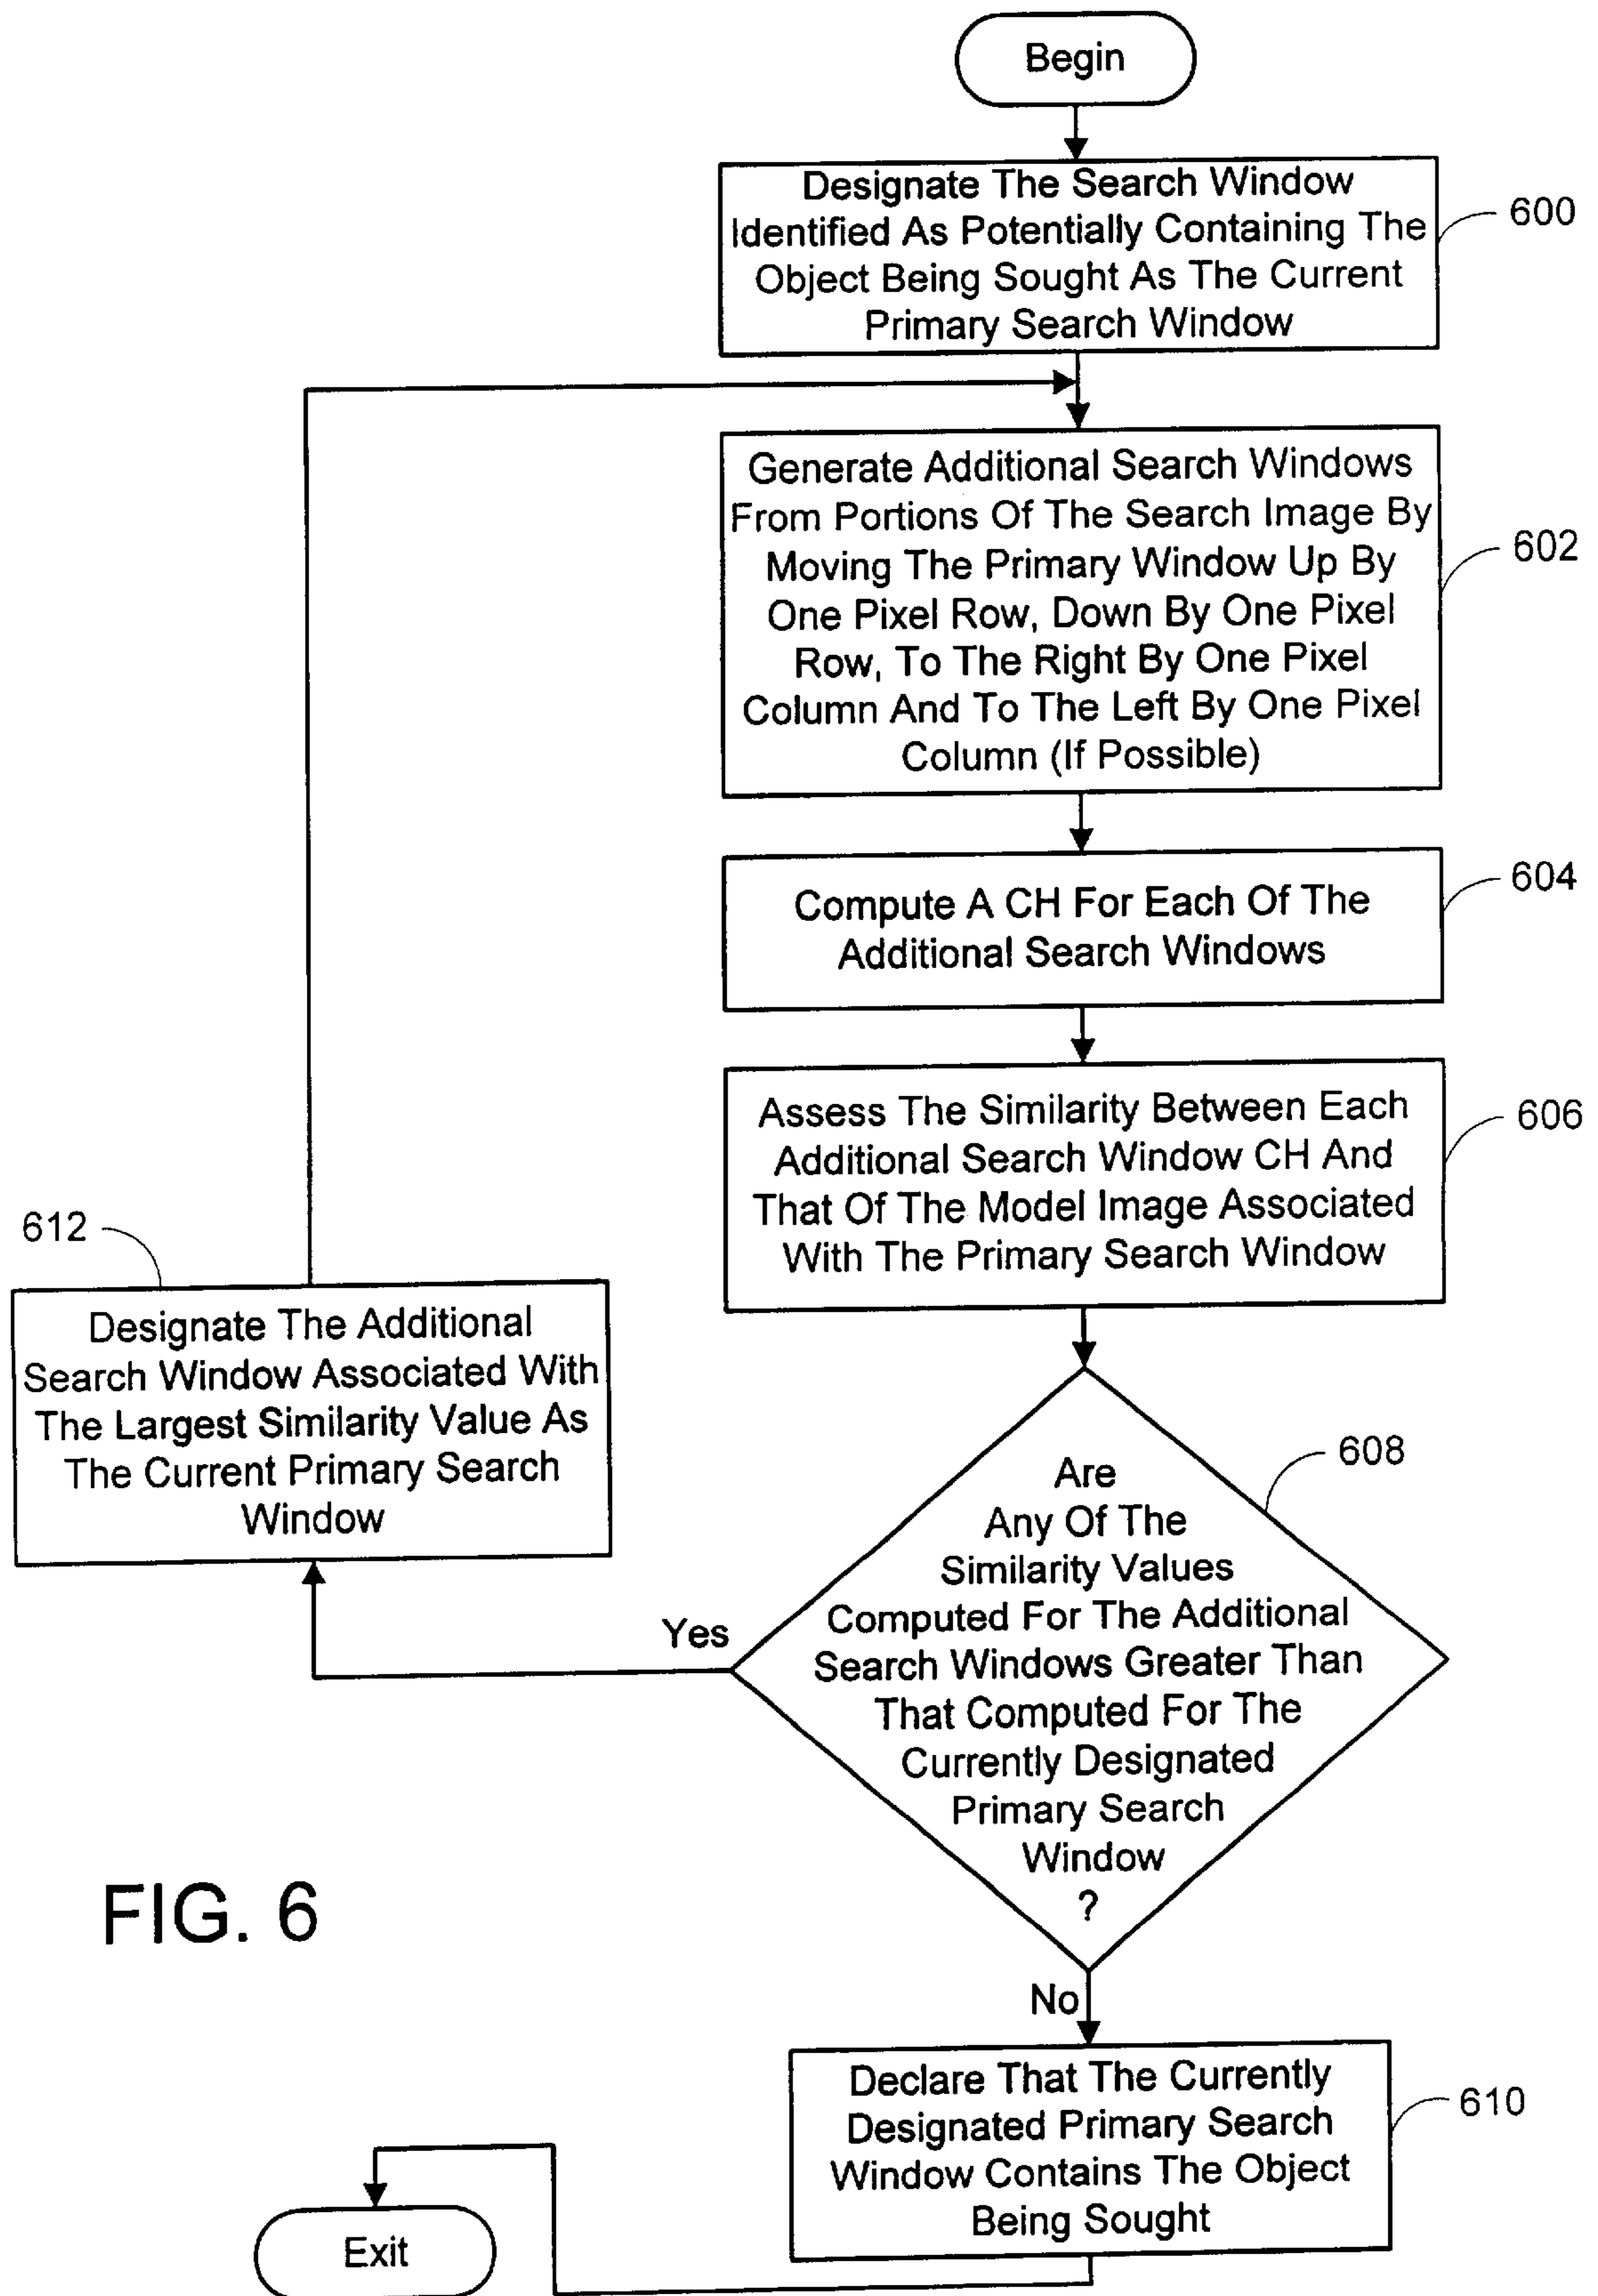 Begin
Designate The Search Window
Identified As Potentially Containing The
Object Being Sought As The Current
Primary Search Window
600
Generate Additional Search Windows
From Portions Of The Search Image By
Moving The Primary Window Up By
One Pixel Row, Down By One Pixel
Row, To The Right By One Pixel
Column And To The Left By One Pixel
Column (If Possible)
602
Compute A CH For Each Of The
Additional Search Windows
604
Assess The Similarity Between Each
Additional Search Window CH And
That Of The Model Image Associated
With The Primary Search Window
606
612
Designate The Additional
Search Window Associated With
The Largest Similarity Value As
The Current Primary Search
Window
608
Are
Any Of The
Similarity Values
Computed For The Additional
Search Windows Greater Than
That Computed For The
Currently Designated
Primary Search
Window
?
Yes
No
FIG. 6
Declare That The Currently
Designated Primary Search
Window Contains The Object
Being Sought
610
Exit